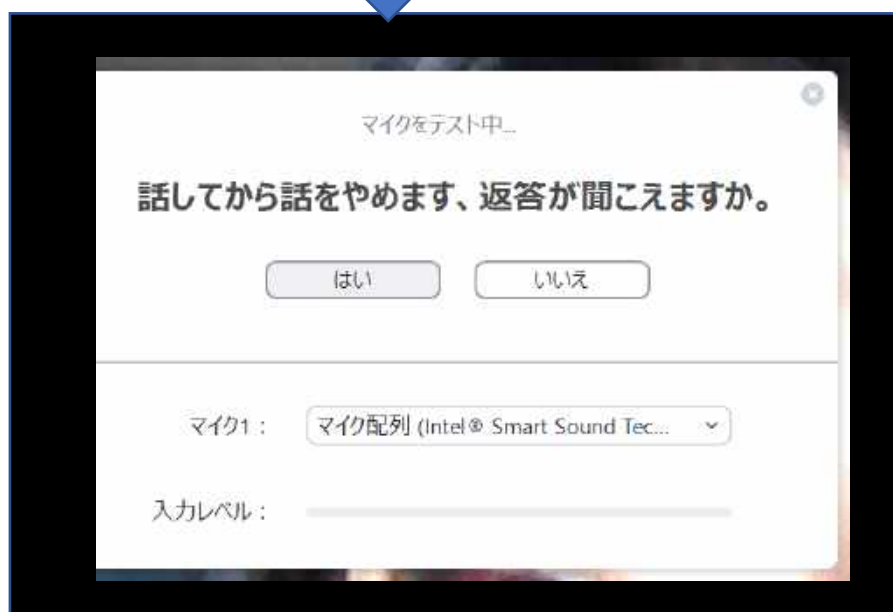 マイクをテスト中...
話してから話をやめます、返答が聞こえますか。
はい
いいえ
マイク1：
マイク配列 (Intel® Smart Sound Tec...
入力レベル：